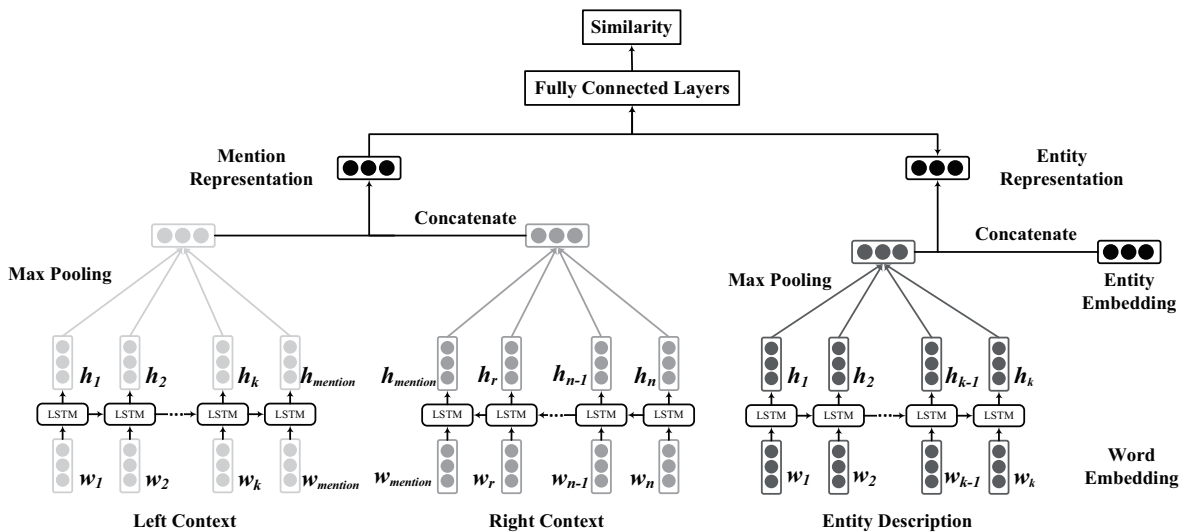 Similarity
Fully Connected Layers
Mention
Representation
Entity
Representation
Concatenate
Concatenate
Max Pooling
Max Pooling
Entity
Embedding
h1 h2 hk hmention hmention hr hn-1 hn h1 h2 hk-1 hk
LSTM LSTM LSTM LSTM LSTM LSTM LSTM LSTM LSTM LSTM LSTM LSTM
w1 w2 wk wmention wmention wr wn-1 wn w1 w2 wk-1 wk
Word
Embedding
Left Context Right Context Entity Description